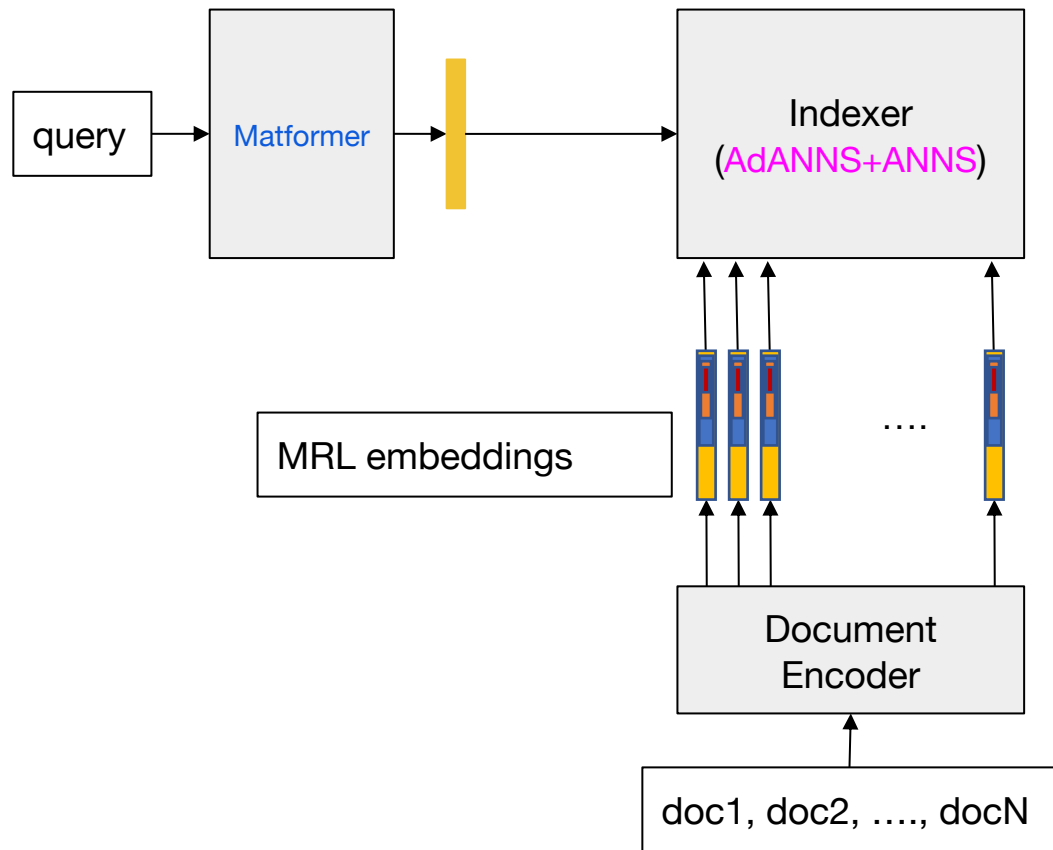 query
Matformer
Indexer
(AdANNS+ANNS)
MRL embeddings
….
Document
Encoder
doc1, doc2, …., docN